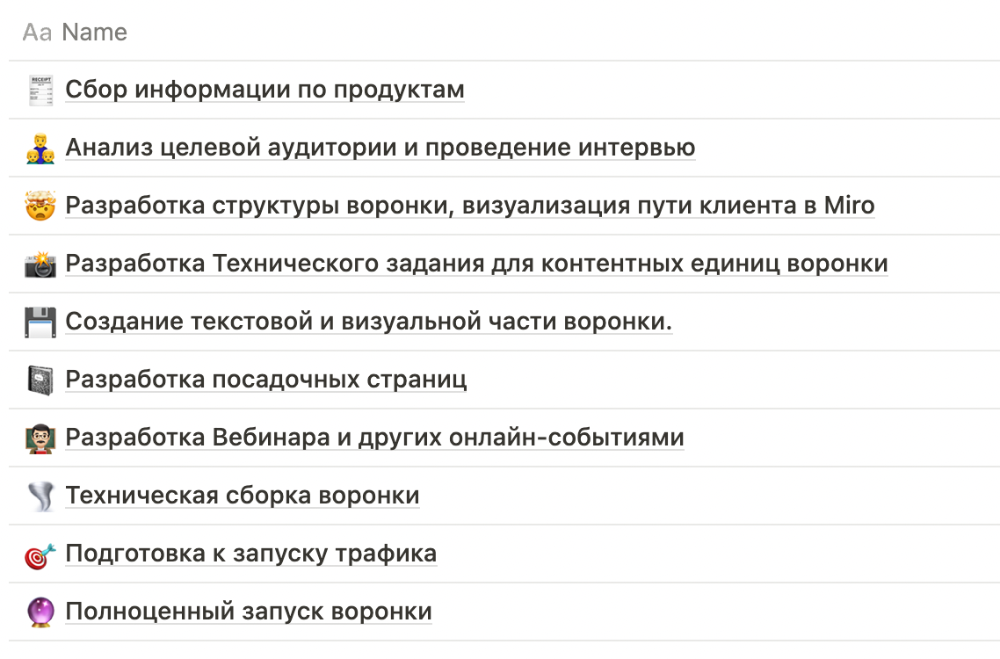 Aa Name
Сбор информации по продуктам
Анализ целевой аудитории и проведение интервью
Разработка структуры воронки, визуализация пути клиента в Miro
Разработка Технического задания для контентных единиц воронки
Создание текстовой и визуальной части воронки.
Разработка посадочных страниц
Разработка Вебинара и других онлайн-событиями
Техническая сборка воронки
Подготовка к запуску трафика
Полноценный запуск воронки